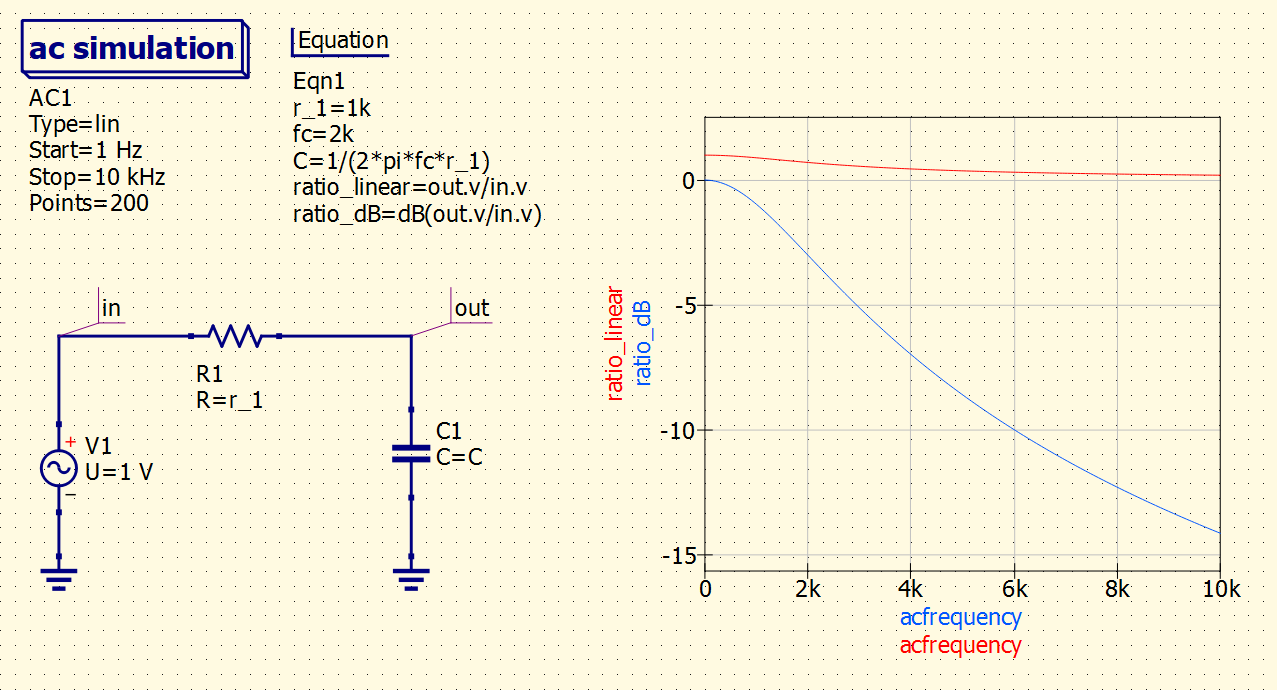 ac simulation
AC1
Type=lin
Start=1 Hz
Stop=10 kHz
Points=200
Equation
Eqn1
r_1=1k
fc=2k
C=1/(2*pi*fc*r_1)
ratio_linear=out.v/in.v
ratio_dB=dB(out.v/in.v)
in
out
R1
R=r_1
+
V1
U=1 V
−
C1
C=C
0
-5
-10
-15
ratio_linear
ratio_dB
0 2k 4k 6k 8k 10k
acfrequency
acfrequency